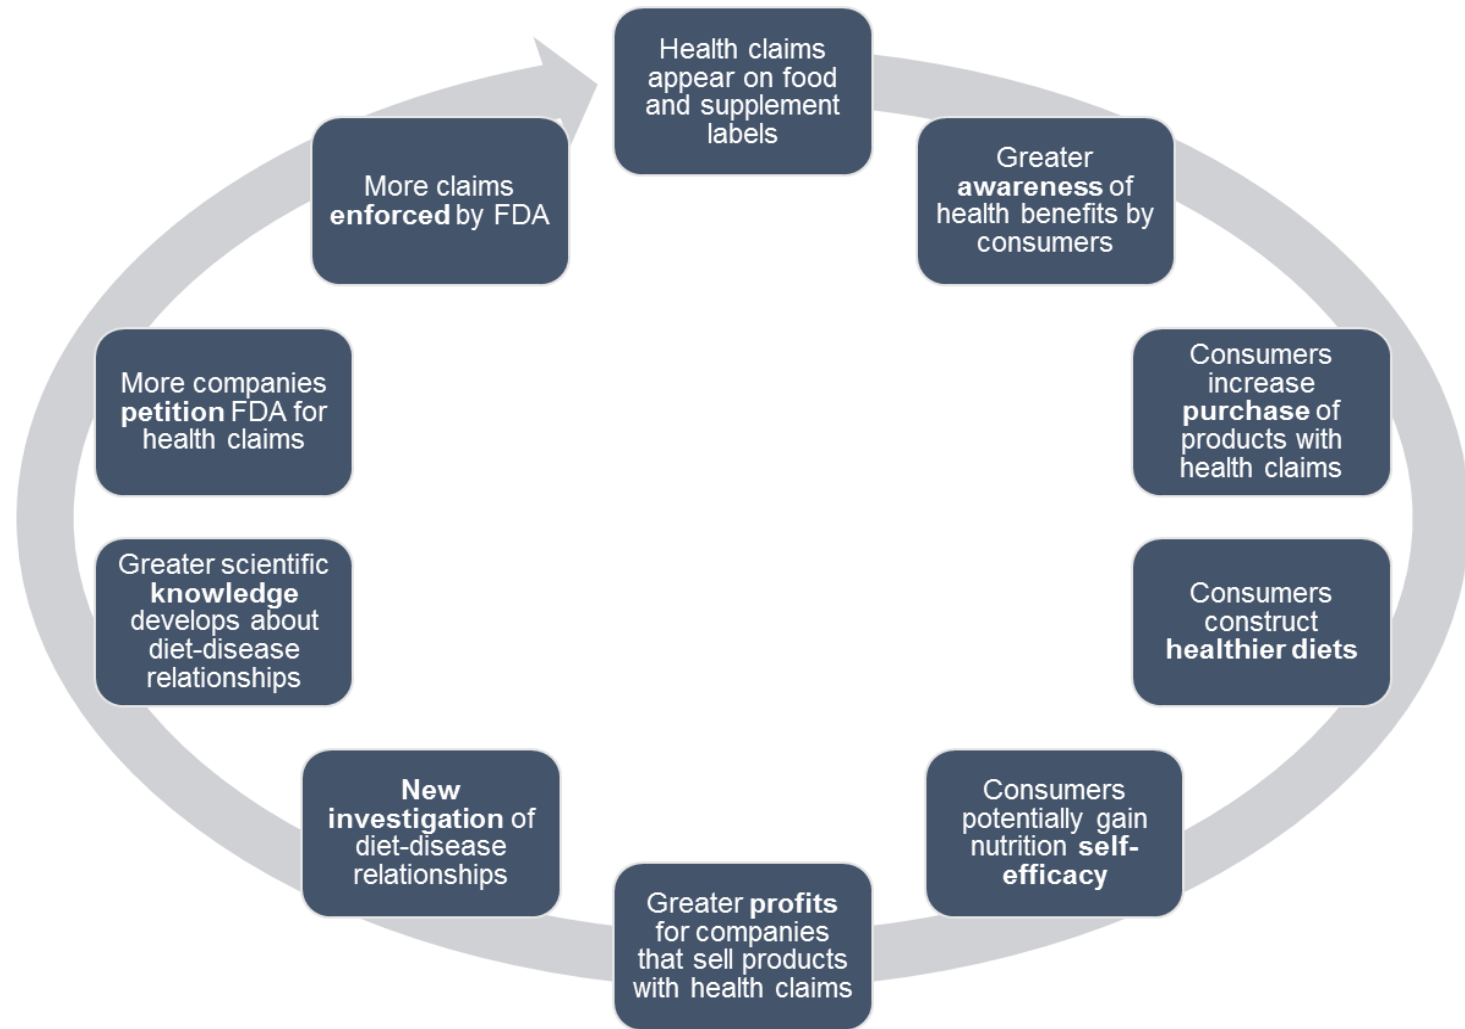 Health claims
appear on food
and supplement
labels
Greater
awareness of
health benefits by
consumers
Consumers
increase
purchase of
products with
health claims
Consumers
construct
healthier diets
Consumers
potentially gain
nutrition self-
efficacy
Greater profits
for companies
that sell products
with health claims
New
investigation of
diet-disease
relationships
Greater scientific
knowledge
develops about
diet-disease
relationships
More companies
petition FDA for
health claims
More claims
enforced by FDA